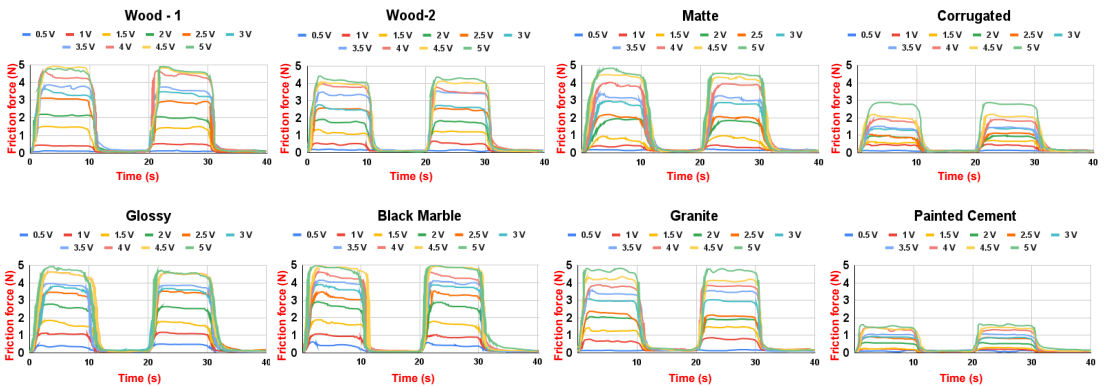 Wood - 1
0.5 V 1 V 1.5 V 2 V 2.5 V 3 V
3.5 V 4 V 4.5 V 5 V
Friction force (N)
5
4
3
2
1
0
0 10 20 30 40
Time (s)
Wood-2
0.5 V 1 V 1.5 V 2 V 2.5 V 3 V
3.5 V 4 V 4.5 V 5 V
Friction force (N)
5
4
3
2
1
0
0 10 20 30 40
Time (s)
Matte
0.5 V 1 V 1.5 V 2 V 2.5 3 V
3.5 V 4 V 4.5 V 5 V
Friction force (N)
5
4
3
2
1
0
10 20 30 40
Time (s)
Corrugated
0.5 V 1 V 1.5 V 2 V 2.5 V 3 V
3.5 V 4 V 4.5 V 5 V
Friction force (N)
5
4
3
2
1
0
0 10 20 30 40
Time (s)
Glossy
0.5 V 1 V 1.5 V 2 V 2.5 V 3 V
3.5 V 4 V 4.5 V 5 V
Friction force (N)
5
4
3
2
1
0
0 10 20 30 40
Time (s)
Black Marble
0.5 V 1 V 1.5 V 2 V 2.5 V 3 V
3.5 V 4 V 4.5 V 5 V
Friction force (N)
5
4
3
2
1
0
10 20 30 40
Time (s)
Granite
0.5 V 1 V 1.5 V 2 V 2.5 V 3 V
3.5 V 4 V 4.5 V 5 V
Friction force (N)
5
4
3
2
1
0
0 10 20 30 40
Time (s)
Painted Cement
0.5 V 1 V 1.5 V 2 V 2.5 V 3 V
3.5 V 4 V 4.5 V 5 V
Friction force (N)
5
4
3
2
1
0
10 20 30 40
Time (s)